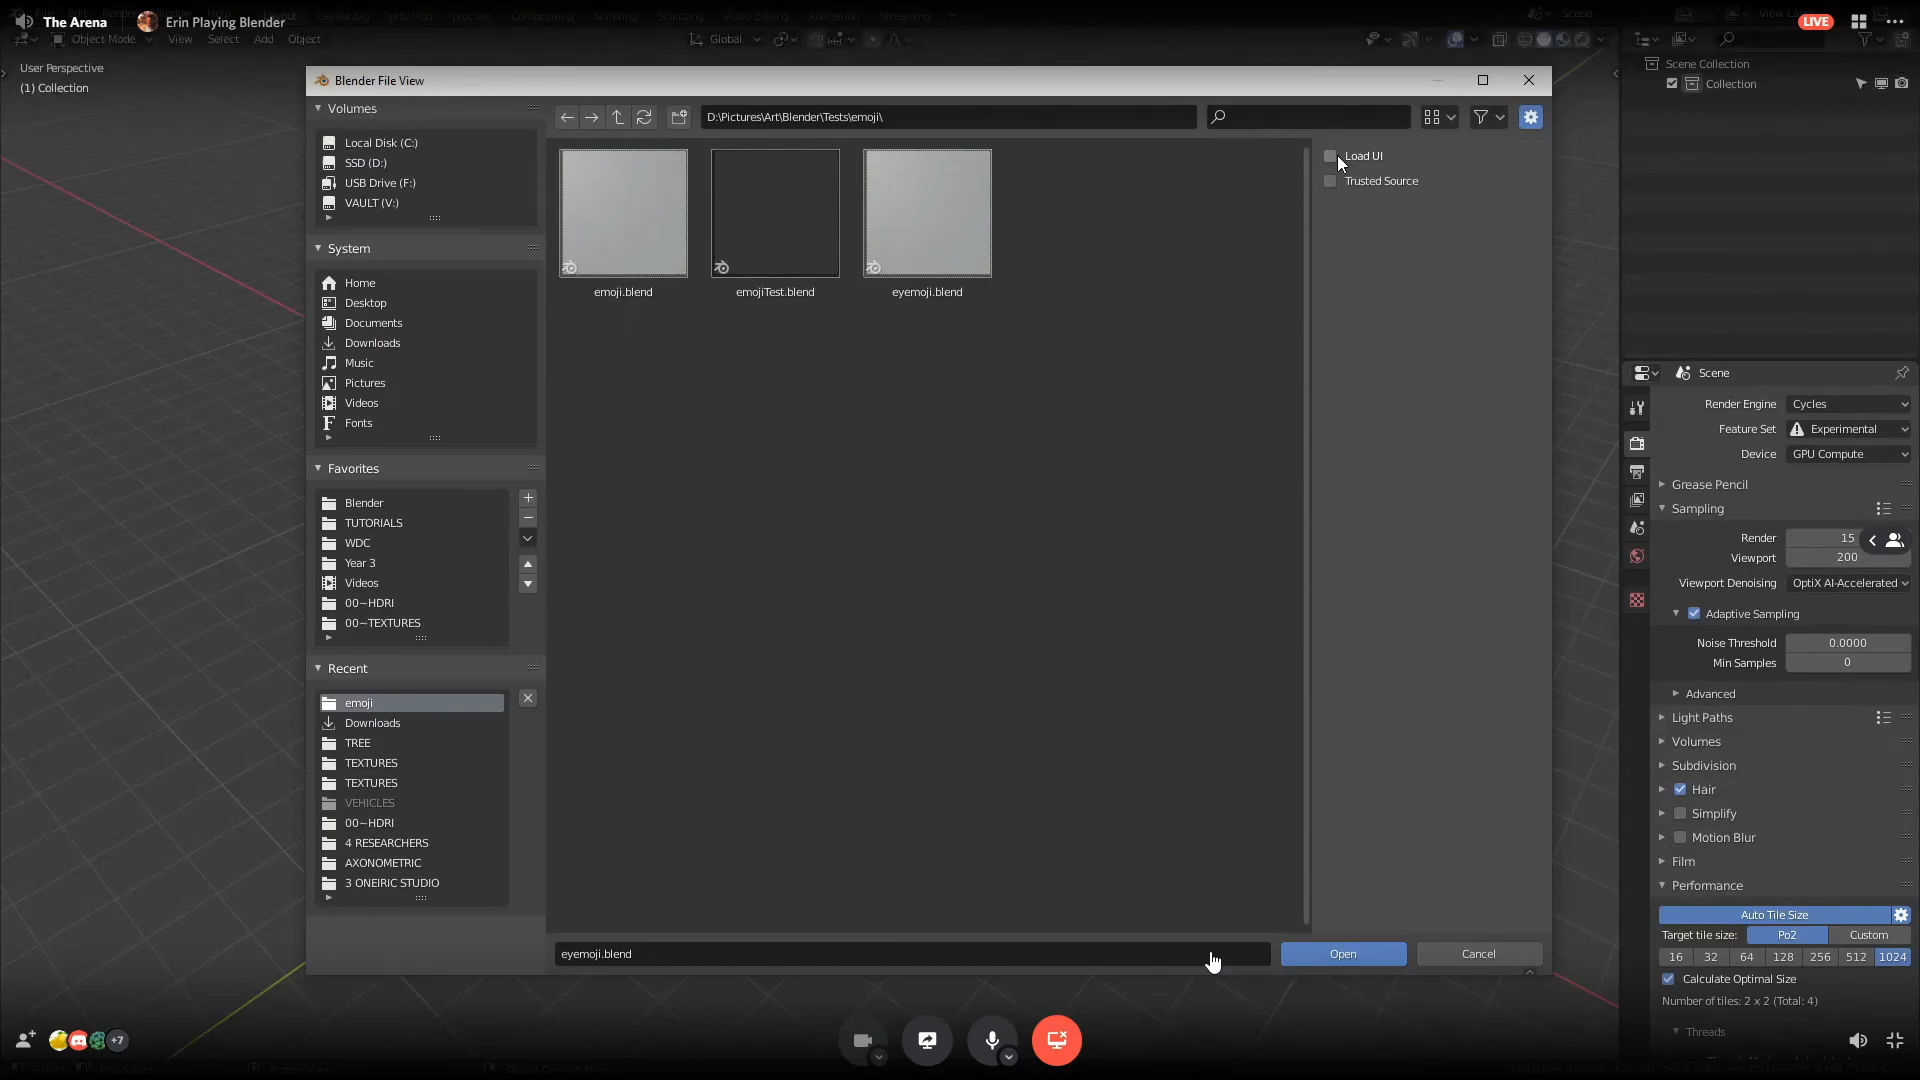 The Arena
Erin Playing Blender
LIVE
Compositing
Scripting
Sculpting
Video Editing
Animation
Streaming
Scene
Object Mode
View
Select
Add
Object
Global
User Perspective
(1) Collection
Scene Collection
Collection
Blender File View
Volumes
Local Disk (C:)
SSD (D:)
USB Drive (F:)
VAULT (V:)
System
Home
Desktop
Documents
Downloads
Music
Pictures
Videos
Fonts
Favorites
Blender
TUTORIALS
WDC
Year 3
Videos
00~HDRI
00~TEXTURES
Recent
emoji
Downloads
TREE
TEXTURES
TEXTURES
VEHICLES
00~HDRI
4 RESEARCHERS
AXONOMETRIC
3 ONEIRIC STUDIO
D:\Pictures\Art\Blender\Tests\emoji\
emoji.blend
emojiTest.blend
eyemoji.blend
Load UI
Trusted Source
eyemoji.blend
Open
Cancel
Scene
Render Engine
Cycles
Feature Set
Experimental
Device
GPU Compute
Grease Pencil
Sampling
Render
15
Viewport
200
Viewport Denoising
OptiX AI-Accelerated
Adaptive Sampling
Noise Threshold
0.0000
Min Samples
0
Advanced
Light Paths
Volumes
Subdivision
Hair
Simplify
Motion Blur
Film
Performance
Auto Tile Size
Target tile size:
Po2
Custom
16
32
64
128
256
512
1024
Calculate Optimal Size
Number of tiles: 2 x 2 (Total: 4)
Threads
+7